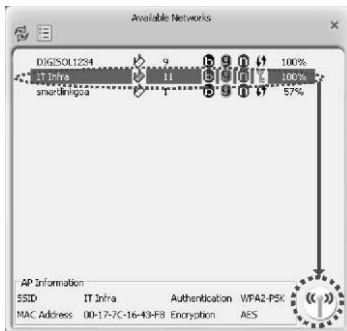 Available Networks
DIGISOL1234 9 b g n 100%
IT Infra 11 b g n 100%
smartlinkgoa 1 b g n 57%
AP Information
SSID IT Infra Authentication WPA2-PSK
MAC Address 00-17-7C-16-43-F8 Encryption AES